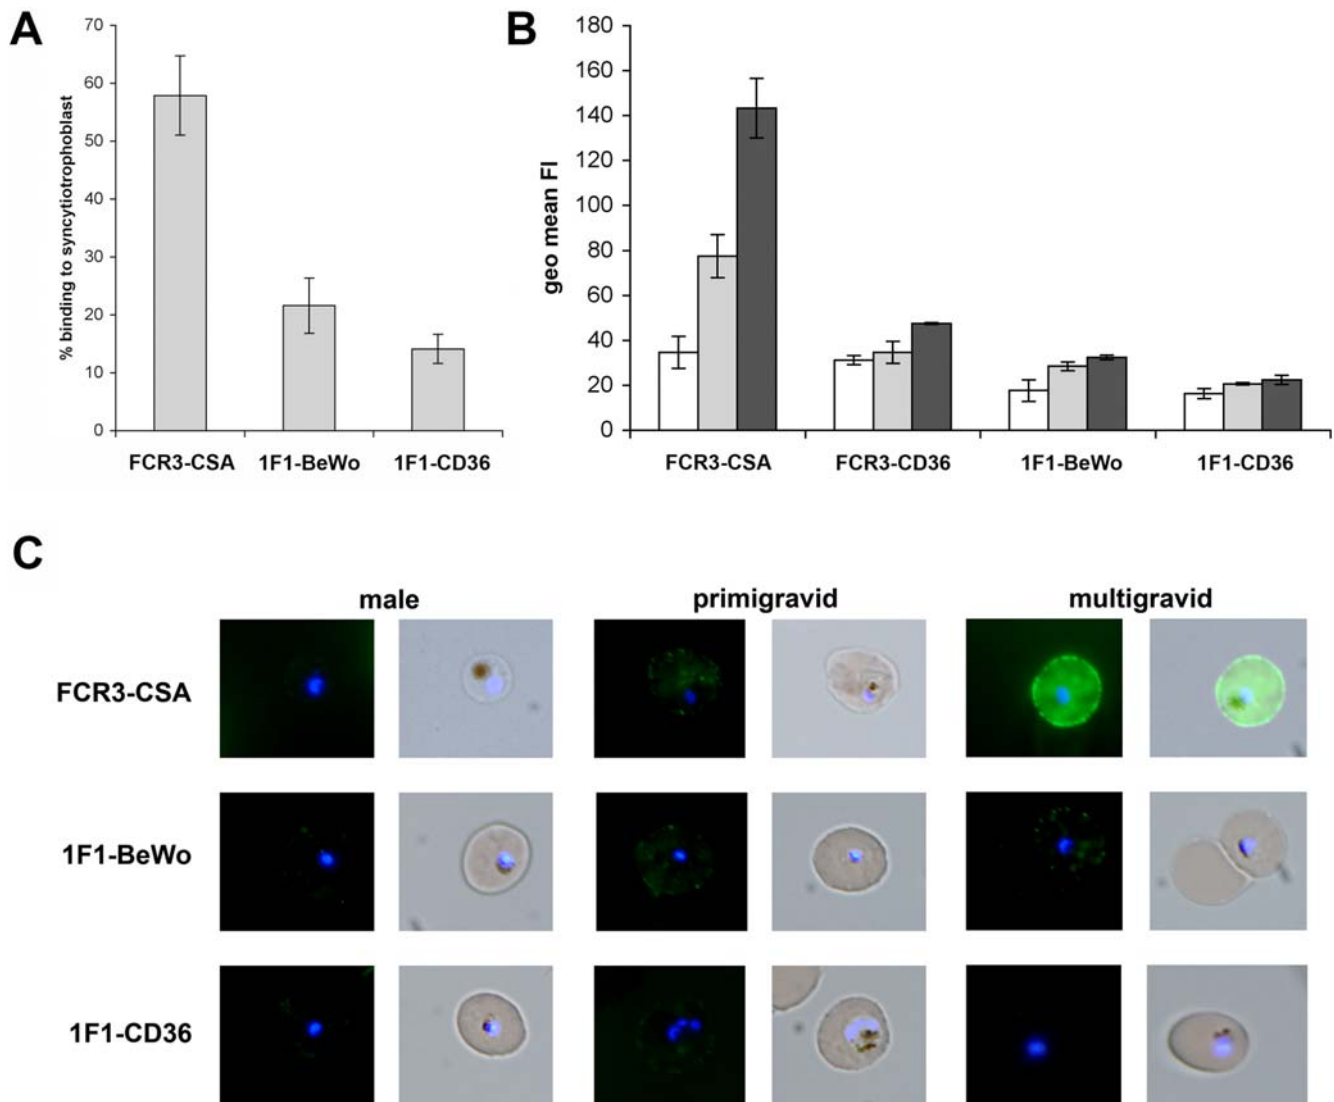 A
% binding to syncytiotrophoblast
70
60
50
40
30
20
10
0
FCR3-CSA 1F1-BeWo 1F1-CD36
B
geo mean FI
180
160
140
120
100
80
60
40
20
0
FCR3-CSA FCR3-CD36 1F1-BeWo 1F1-CD36
C
male primigravid multigravid
FCR3-CSA
1F1-BeWo
1F1-CD36